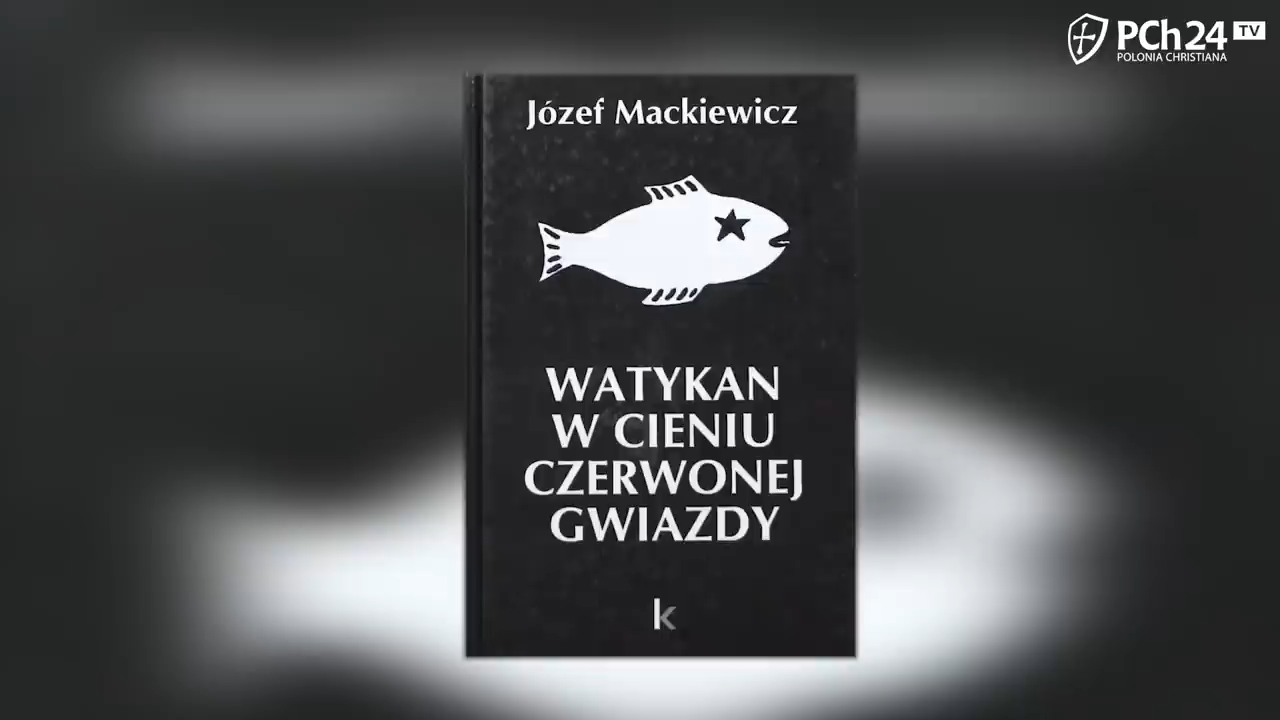 PCh24 TV
POLONIA CHRISTIANA
Józef Mackiewicz
WATYKAN
W CIENIU
CZERWONEJ
GWIAZDY
k